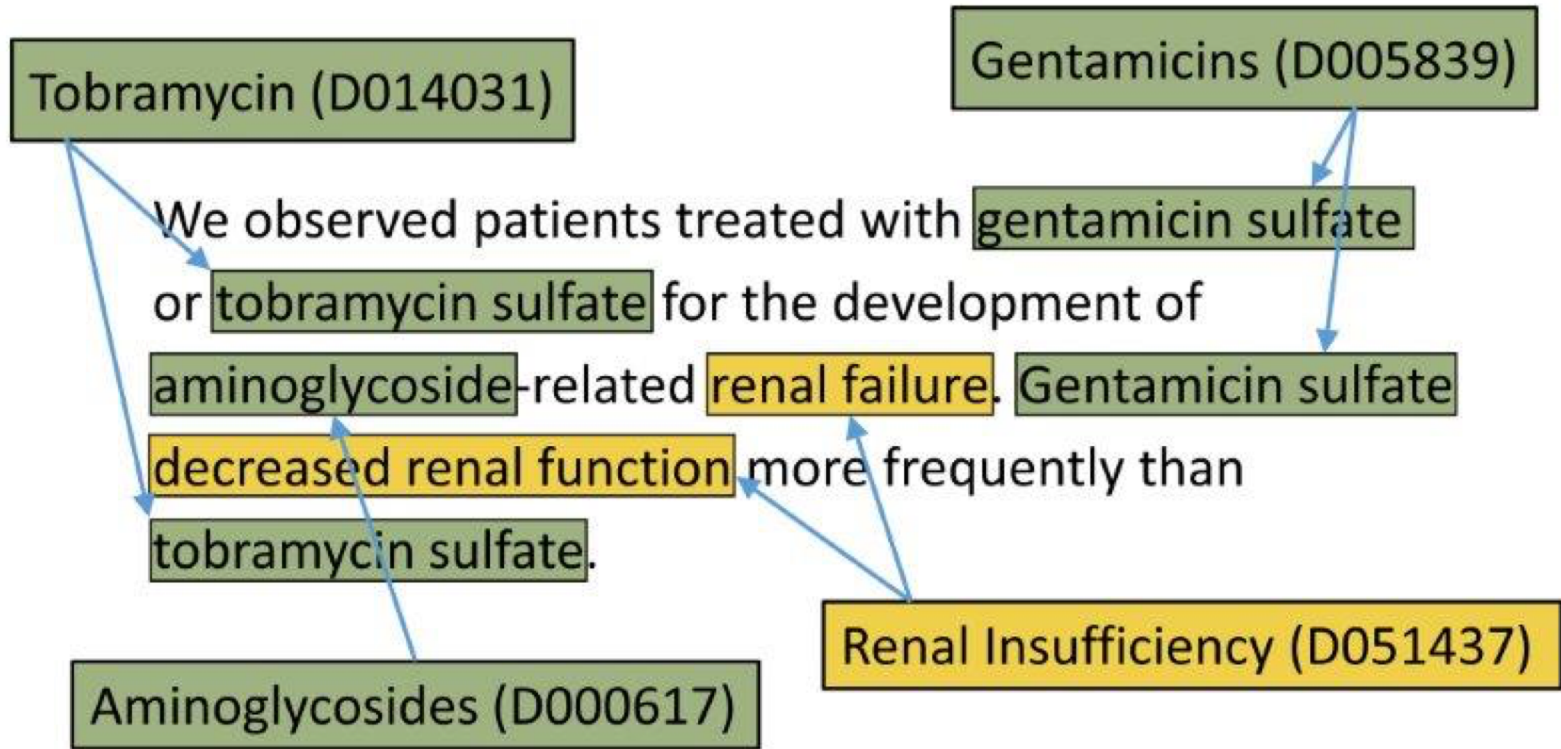 Tobramycin (D014031)
Gentamicins (D005839)
We observed patients treated with gentamicin sulfate
or tobramycin sulfate for the development of
aminoglycoside-related renal failure. Gentamicin sulfate
decreased renal function more frequently than
tobramycin sulfate.
Renal Insufficiency (D051437)
Aminoglycosides (D000617)